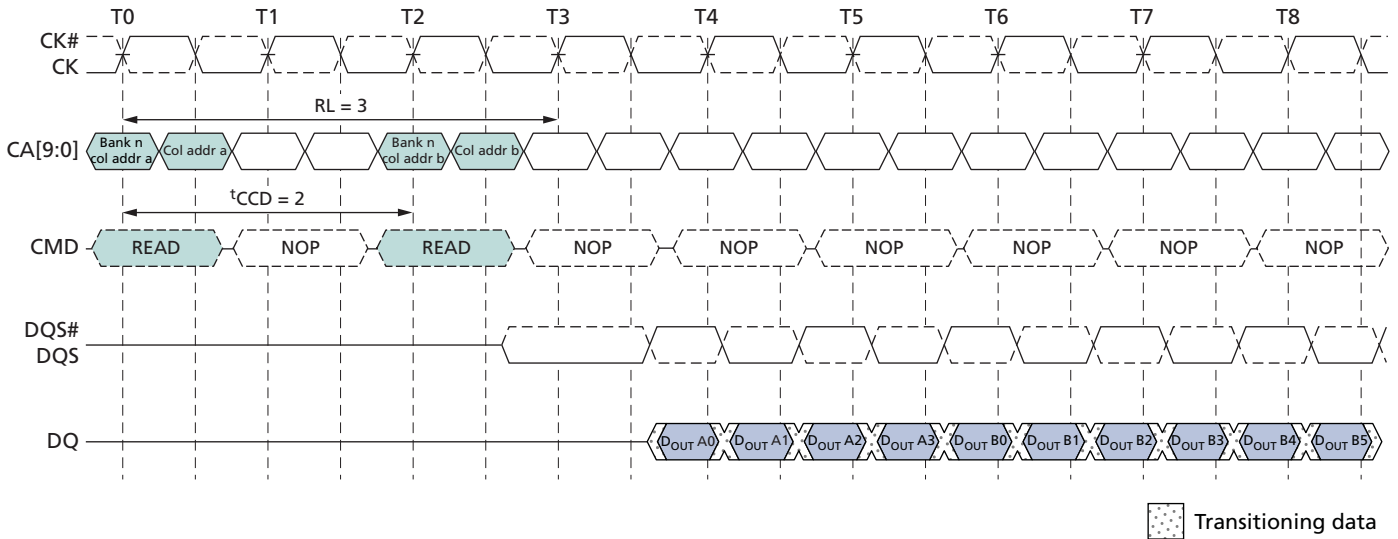 T0 T1 T2 T3 T4 T5 T6 T7 T8
CK#
CK
RL = 3
CA[9:0]
Bank n
col addr a
Col addr a
Bank n
col addr b
Col addr b
tCCD = 2
CMD READ NOP READ NOP NOP NOP NOP NOP NOP
DQS#
DQS
DQ DOUT A0 DOUT A1 DOUT A2 DOUT A3 DOUT B0 DOUT B1 DOUT B2 DOUT B3 DOUT B4 DOUT B5
Transitioning data